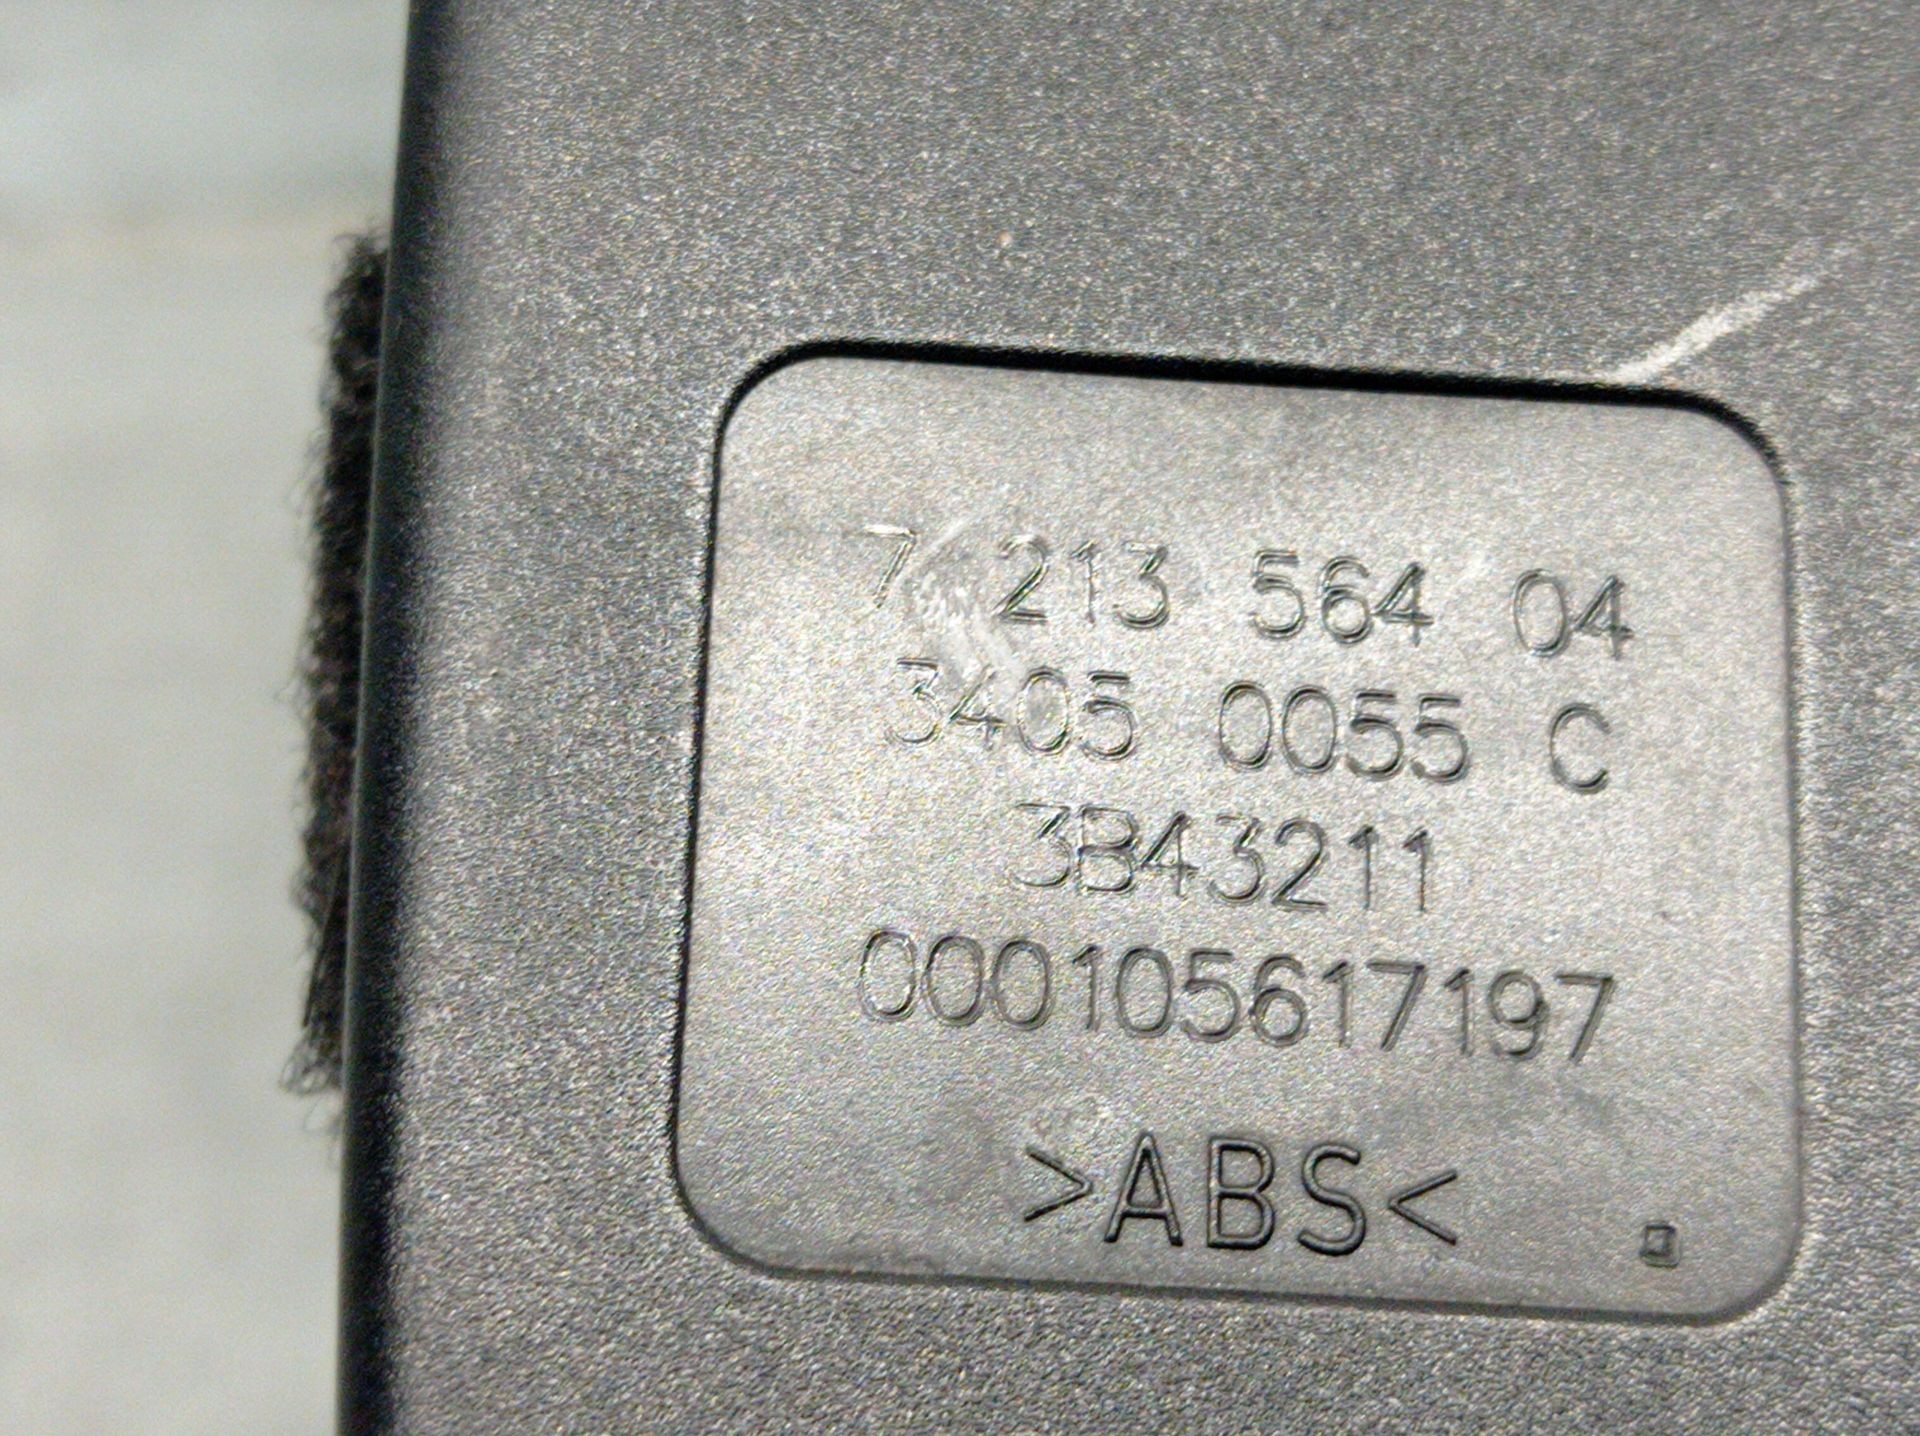 7 213 564 04
3405 0055 C
3B43211
000105617197
>ABS<